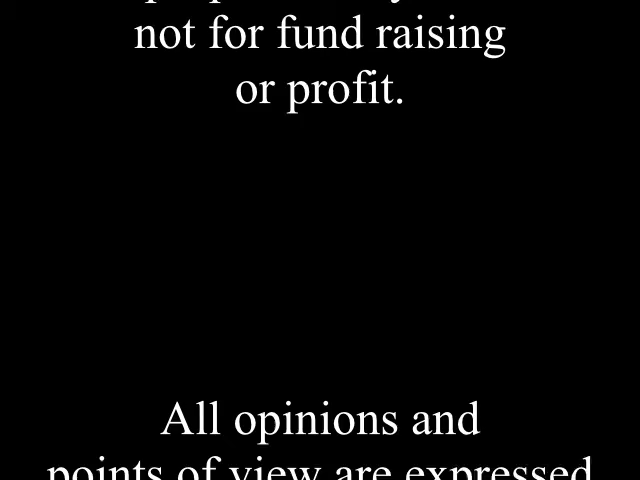 not for fund raising
or profit.
All opinions and
points of view are expressed